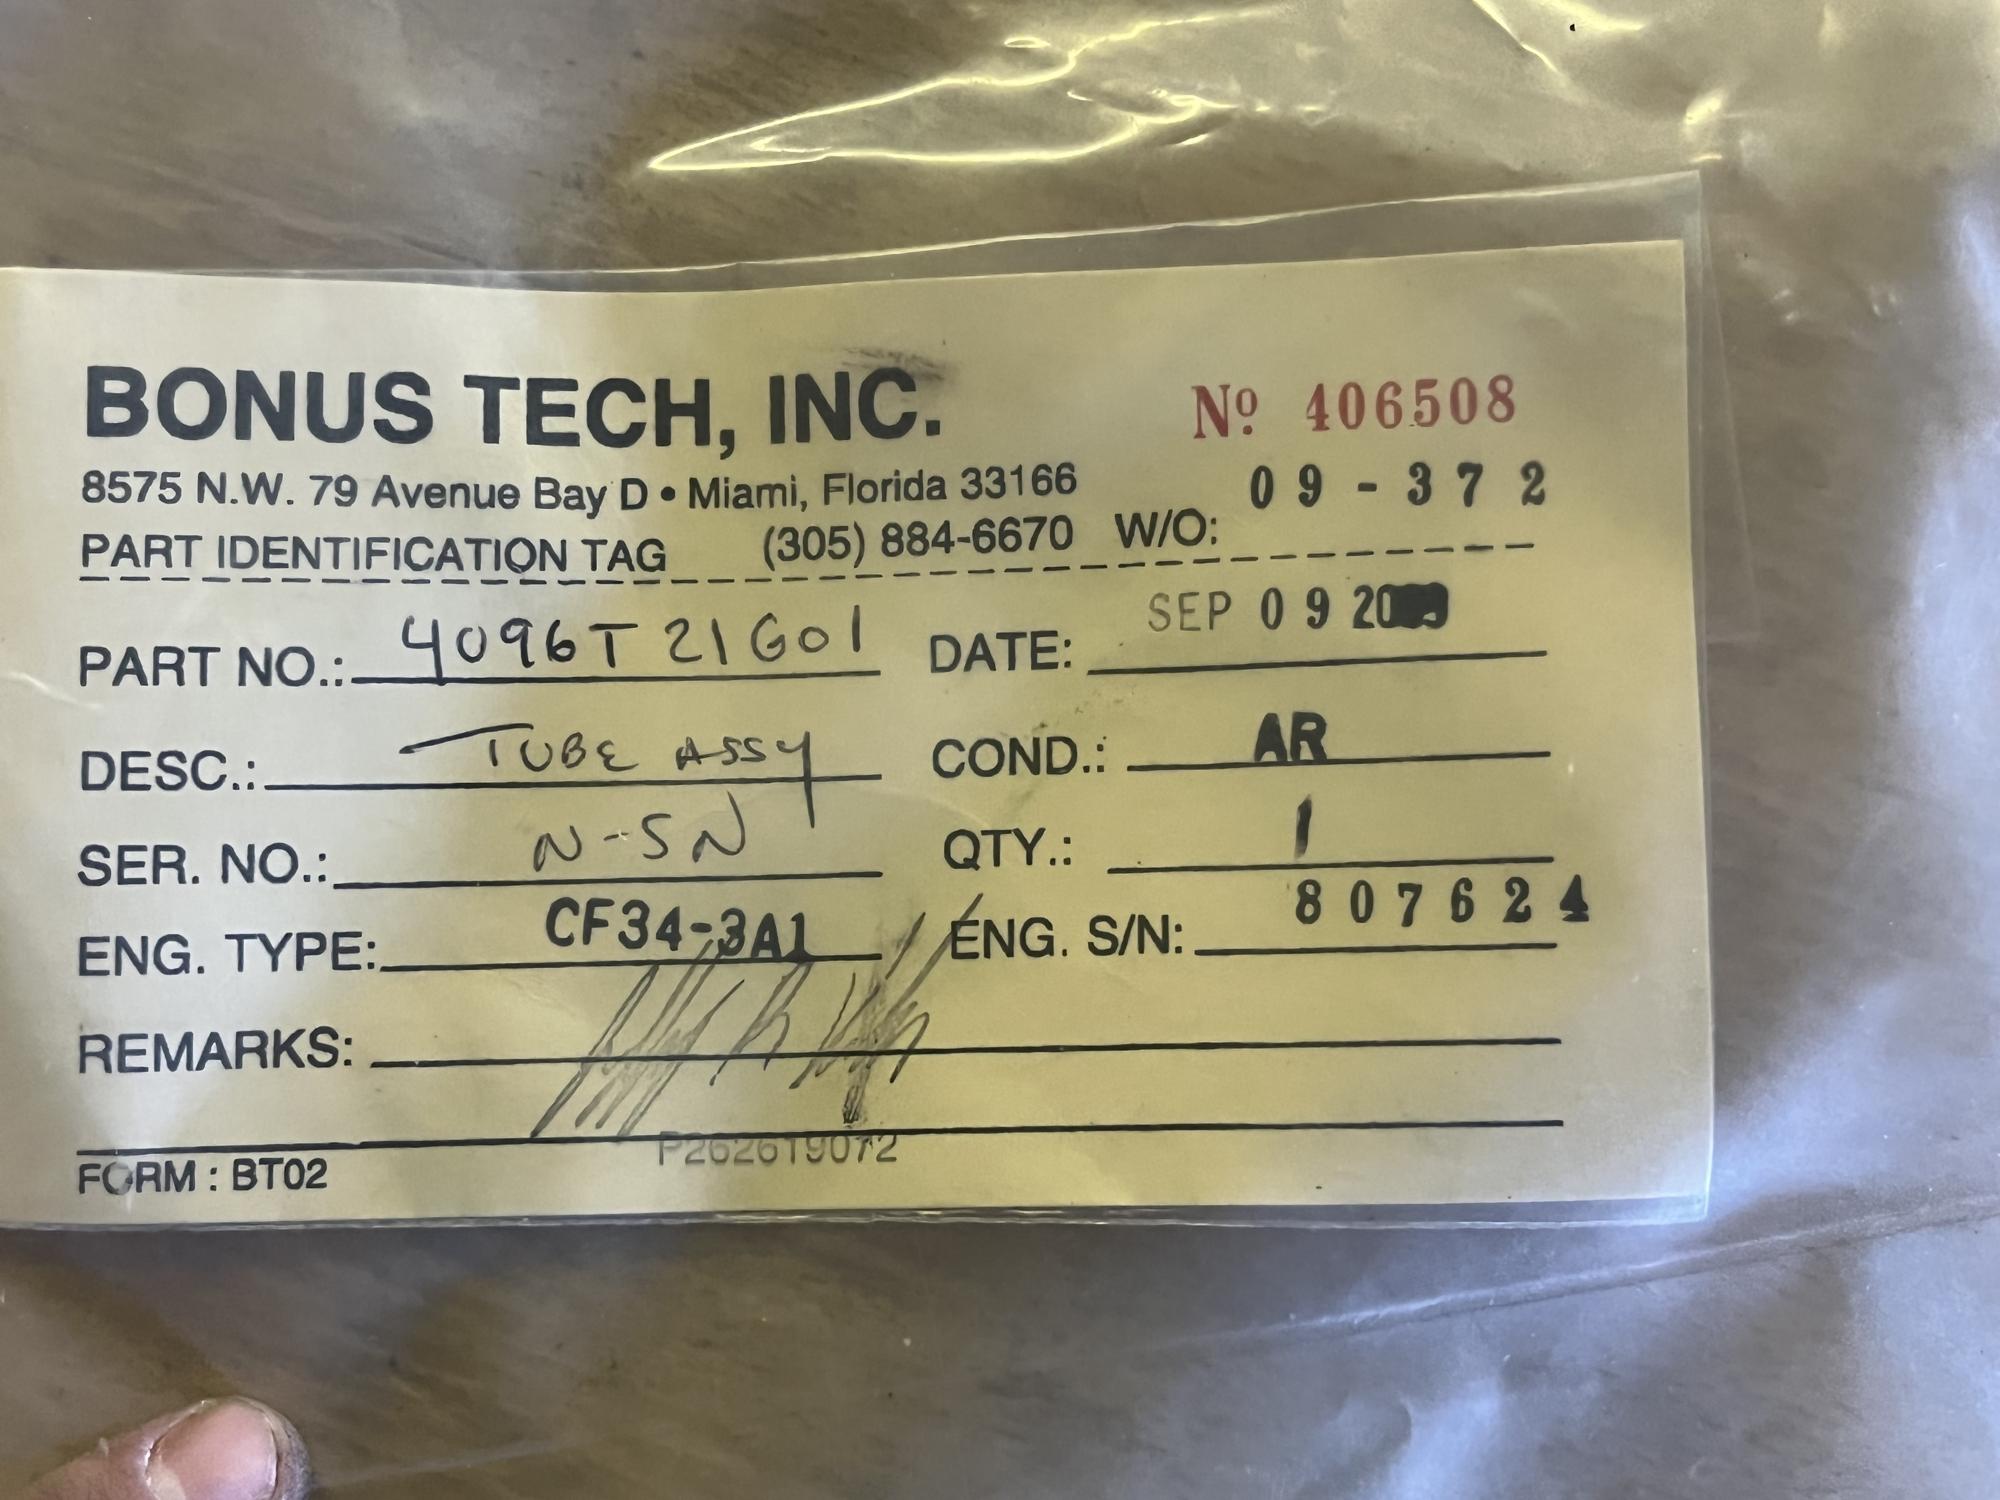 BONUS TECH, INC.
Nº 406508
8575 N.W. 79 Avenue Bay D • Miami, Florida 33166
PART IDENTIFICATION TAG (305) 884-6670 W/O: 09-372
PART NO.: 4096T21G01 DATE: SEP 09 20
DESC.: TUBE ASSY COND.: AR
SER. NO.: N-SN QTY.: 1
ENG. TYPE: CF34-3A1 ENG. S/N: 807624
REMARKS:
P262619072
FORM : BT02